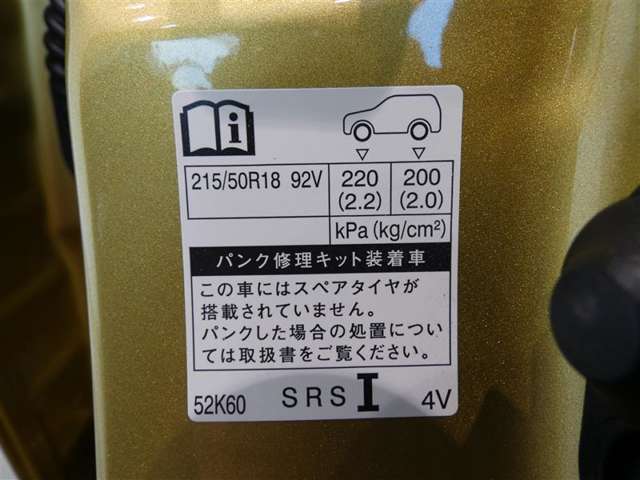 215/50R18 92V 220 200
(2.2) (2.0)
kPa(kg/cm²)
パンク修理キット装着車
この車にはスペアタイヤが
搭載されていません。
パンクした場合の処置につい
ては取扱書をご覧ください。
52K60 SRS I 4V